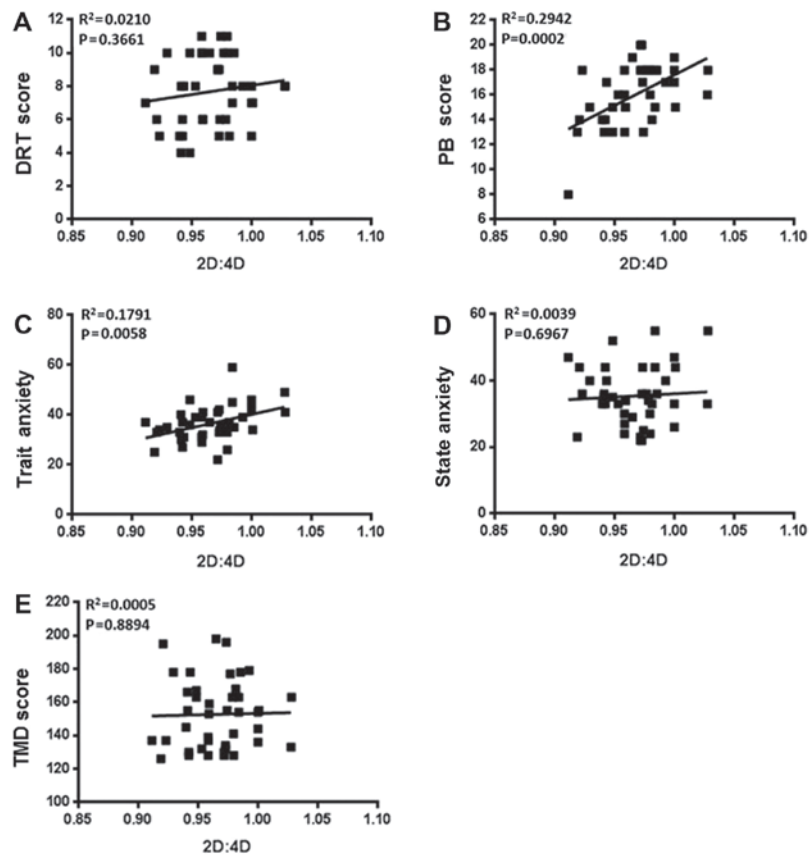 A
R²=0.0210
P=0.3661
DRT score
12
10
8
6
4
2
0
0.85 0.90 0.95 1.00 1.05 1.10
2D:4D
B
R²=0.2942
P=0.0002
PB score
22
20
18
16
14
12
10
8
6
0.85 0.90 0.95 1.00 1.05 1.10
2D:4D
C
R²=0.1791
P=0.0058
Trait anxiety
80
60
40
20
0
0.85 0.90 0.95 1.00 1.05 1.10
2D:4D
D
R²=0.0039
P=0.6967
State anxiety
60
40
20
0
0.85 0.90 0.95 1.00 1.05 1.10
2D:4D
E
R²=0.0005
P=0.8894
TMD score
220
200
180
160
140
120
100
0.80 0.85 0.90 0.95 1.00 1.05 1.10
2D:4D